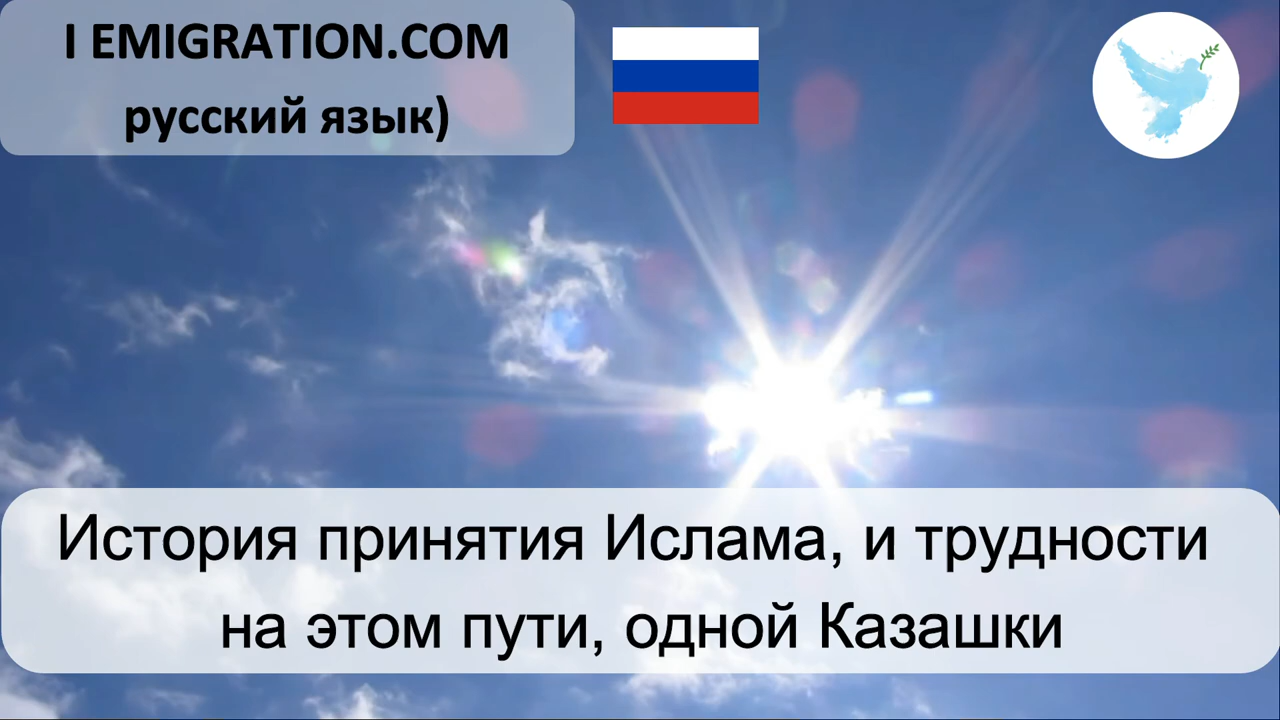 I EMIGRATION.COM
русский язык)
История принятия Ислама, и трудности
на этом пути, одной Казашки